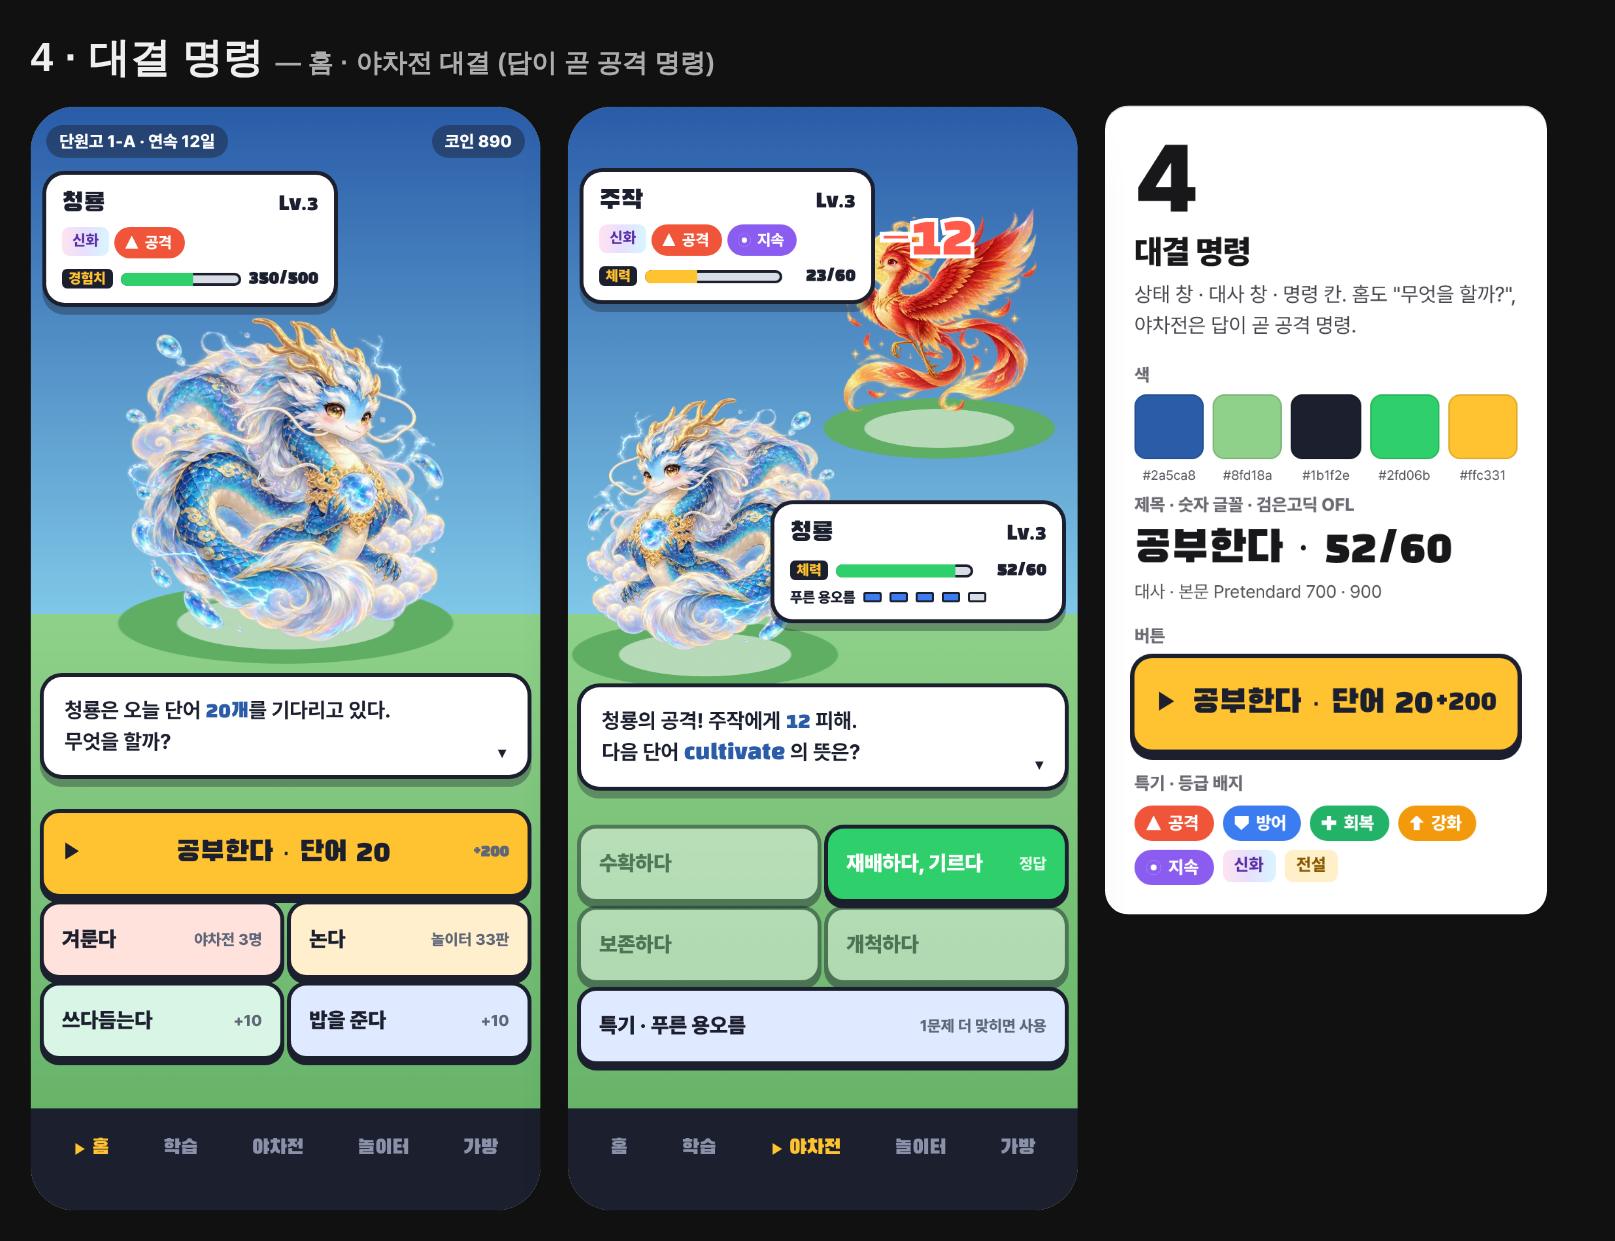 4 · 대결 명령 — 홈 · 야차전 대결 (답이 곧 공격 명령)
단원고 1-A · 연속 12일
코인 890
청룡 Lv.3
신화 ▲ 공격
경험치 350/500
청룡은 오늘 단어 20개를 기다리고 있다.
무엇을 할까?
▼
▶ 공부한다 · 단어 20 +200
겨룬다 야차전 3명
논다 놀이터 33판
쓰다듬는다 +10
밥을 준다 +10
▶ 홈 학습 야차전 놀이터 가방
주작 Lv.3
신화 ▲ 공격 지속
체력 23/60
−12
청룡 Lv.3
체력 52/60
푸른 용오름
청룡의 공격! 주작에게 12 피해.
다음 단어 cultivate 의 뜻은?
▼
수확하다
재배하다, 기르다 정답
보존하다
개척하다
특기 · 푸른 용오름 1문제 더 맞히면 사용
홈 학습 ▶ 야차전 놀이터 가방
4
대결 명령
상태 창 · 대사 창 · 명령 칸. 홈도 "무엇을 할까?",
야차전은 답이 곧 공격 명령.
색
#2a5ca8 #8fd18a #1b1f2e #2fd06b #ffc331
제목 · 숫자 글꼴 · 검은고딕 OFL
공부한다 · 52/60
대사 · 본문 Pretendard 700 · 900
버튼
▶ 공부한다 · 단어 20 +200
특기 · 등급 배지
▲ 공격 방어 회복 강화
지속 신화 전설